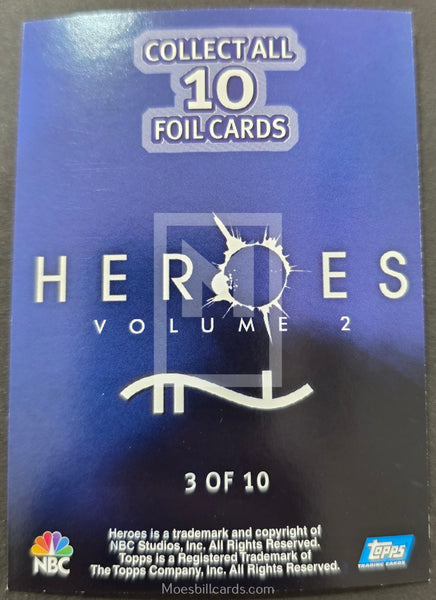 COLLECT ALL
10
FOIL CARDS
HEROES
VOLUME 2
3 OF 10
Heroes is a trademark and copyright of
NBC Studios, Inc. All Rights Reserved.
Topps is a Registered Trademark of
The Topps Company, Inc. All Rights Reserved.
NBC
Topps
TRADING CARDS
Moesbillcards.com